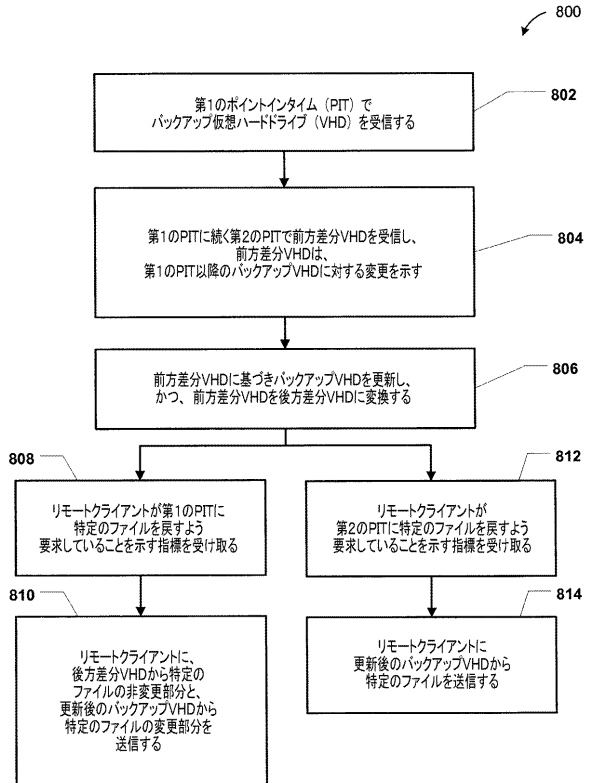 800
第1のポイントインタイム（PIT）で
バックアップ仮想ハードドライブ（VHD）を受信する
802
第1のPITに続く第2のPITで前方差分VHDを受信し、
前方差分VHDは、
第1のPIT以降のバックアップVHDに対する変更を示す
804
前方差分VHDに基づきバックアップVHDを更新し、
かつ、前方差分VHDを後方差分VHDに変換する
806
808
リモートクライアントが第1のPITに
特定のファイルを戻すよう
要求していることを示す指標を受け取る
812
リモートクライアントが
第2のPITに特定のファイルを戻すよう
要求していることを示す指標を受け取る
810
リモートクライアントに、
後方差分VHDから特定の
ファイルの非変更部分と、
更新後のバックアップVHDから
特定のファイルの変更部分を
送信する
814
リモートクライアントに
更新後のバックアップVHDから
特定のファイルを送信する